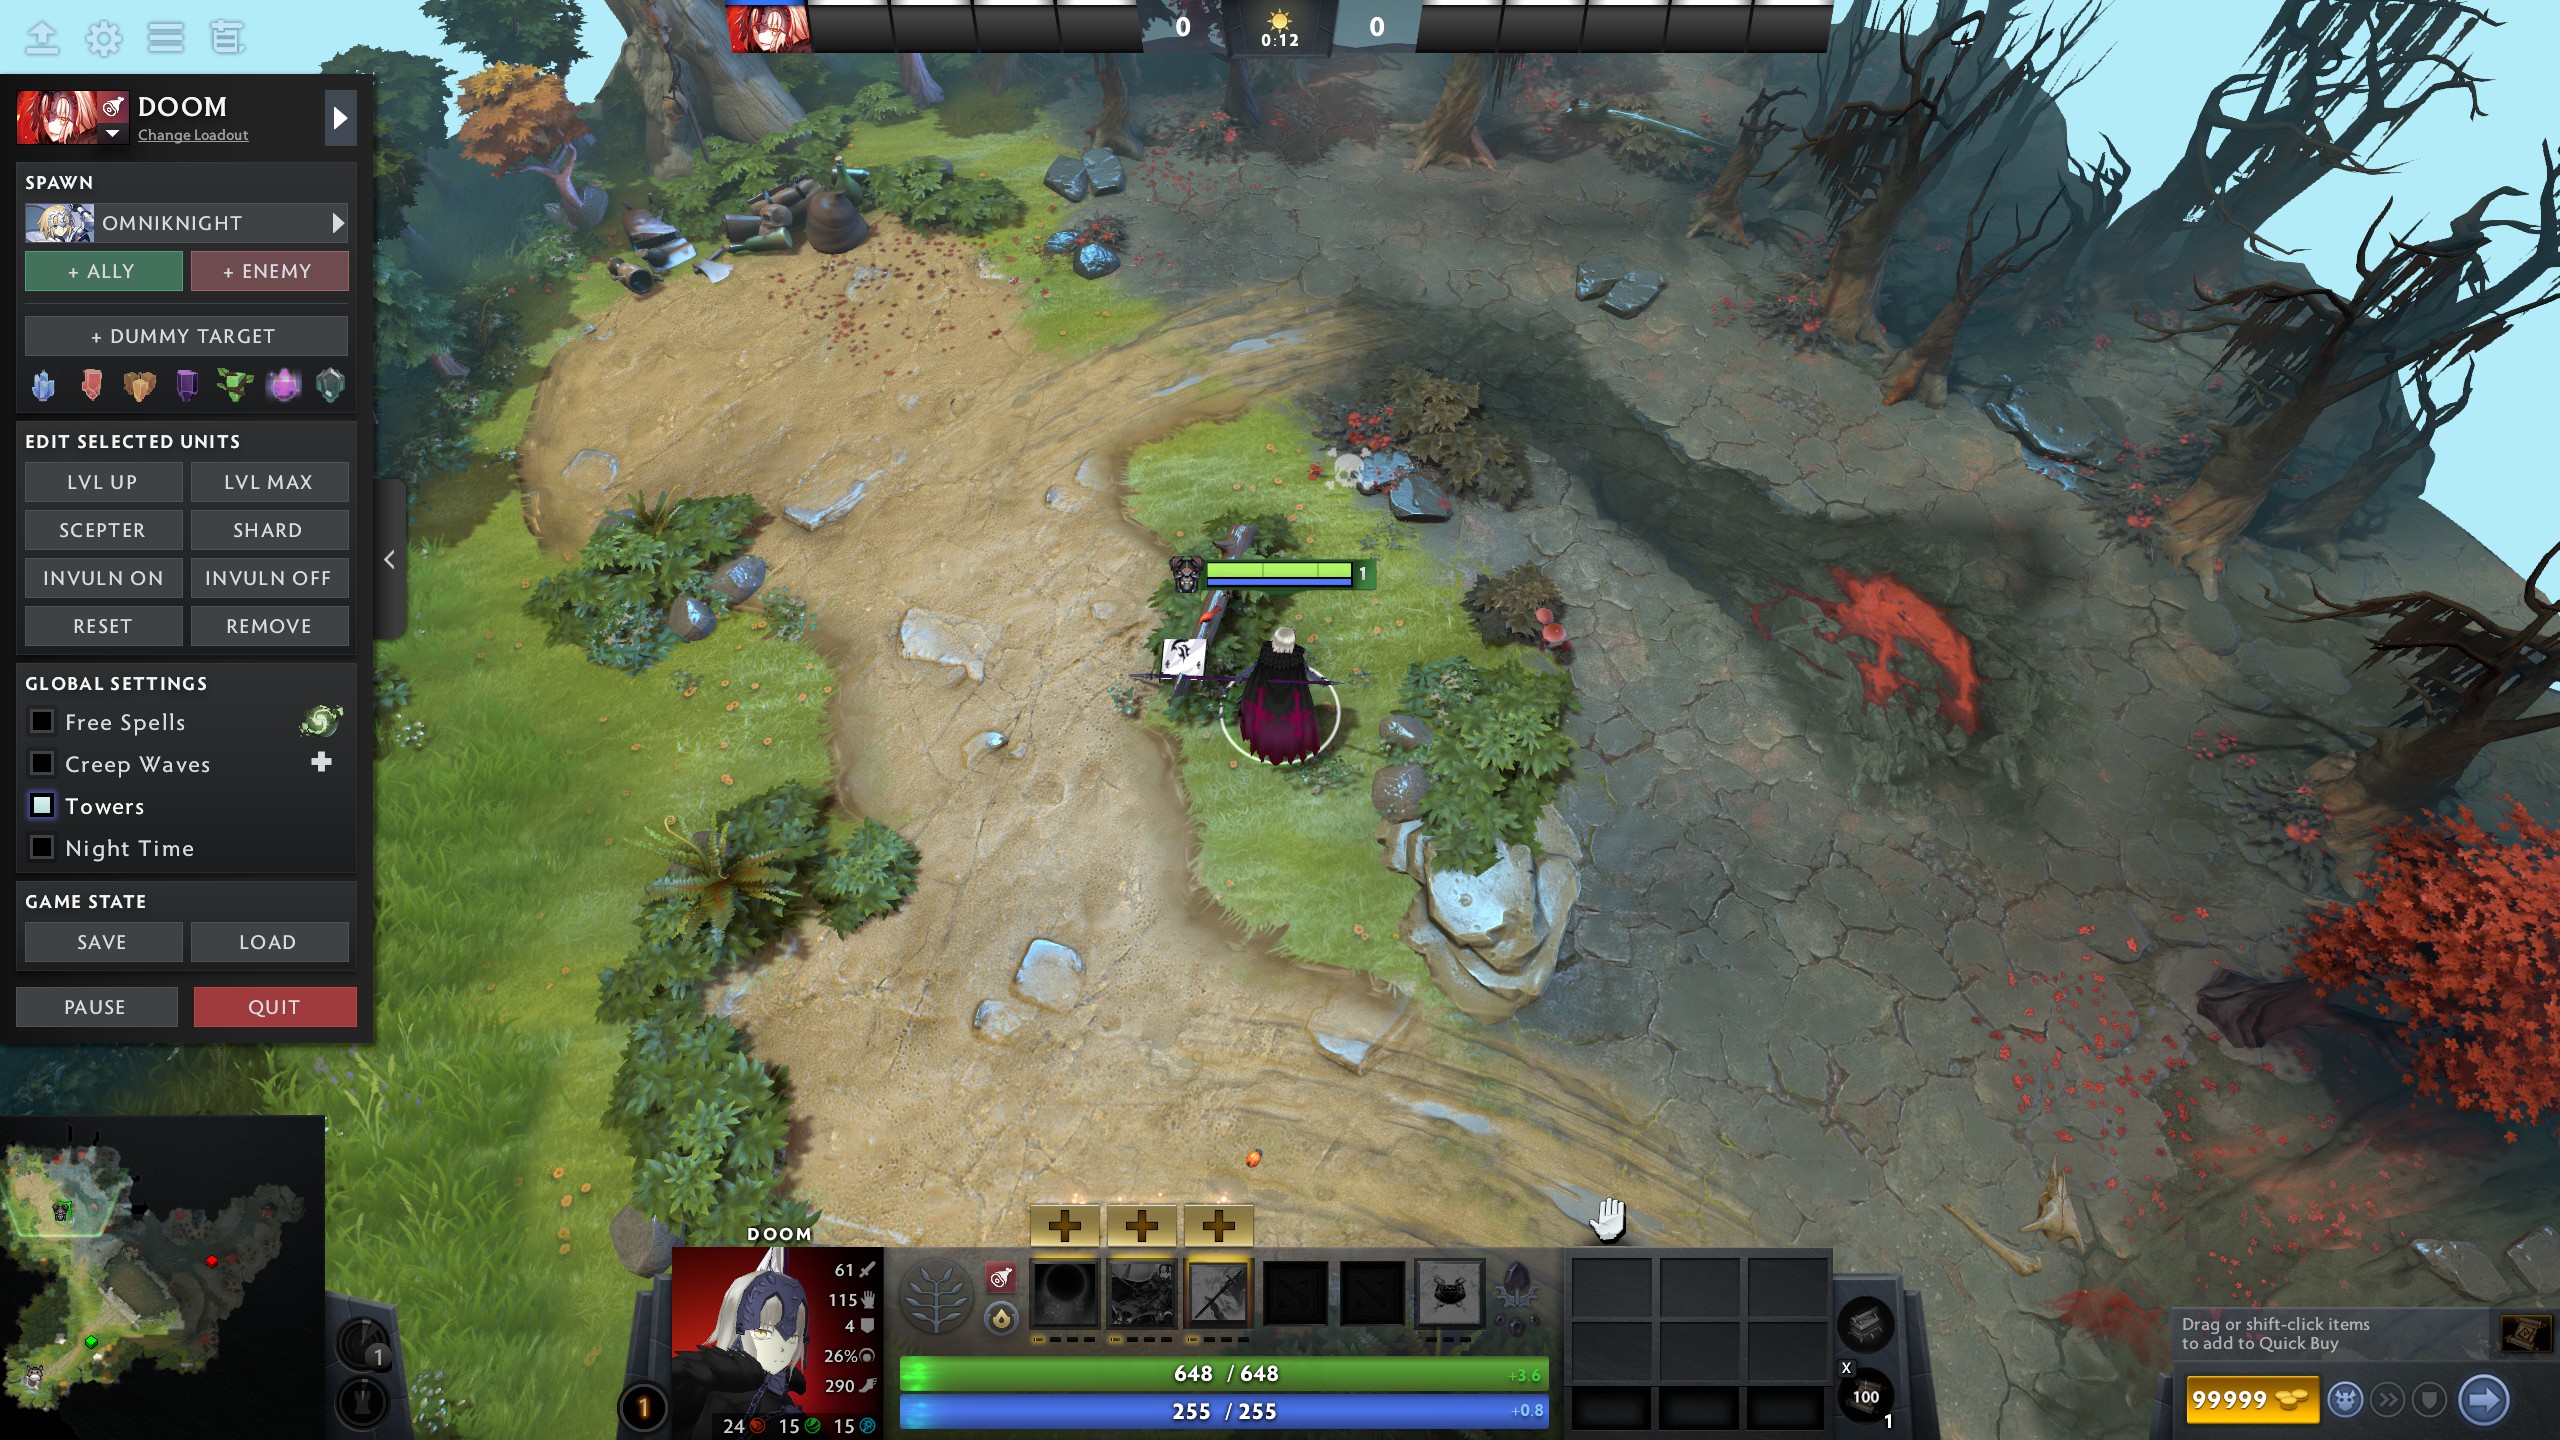 0
0:12
0
DOOM
Change Loadout
SPAWN
OMNIKNIGHT
+ ALLY
+ ENEMY
+ DUMMY TARGET
EDIT SELECTED UNITS
LVL UP
LVL MAX
SCEPTER
SHARD
INVULN ON
INVULN OFF
RESET
REMOVE
GLOBAL SETTINGS
Free Spells
Creep Waves
Towers
Night Time
GAME STATE
SAVE
LOAD
PAUSE
QUIT
1
DOOM
61
115
4
26%
290
24
15
15
1
1
648 / 648
+3.6
255 / 255
+0.8
X
100
1
Drag or shift-click items
to add to Quick Buy
99999